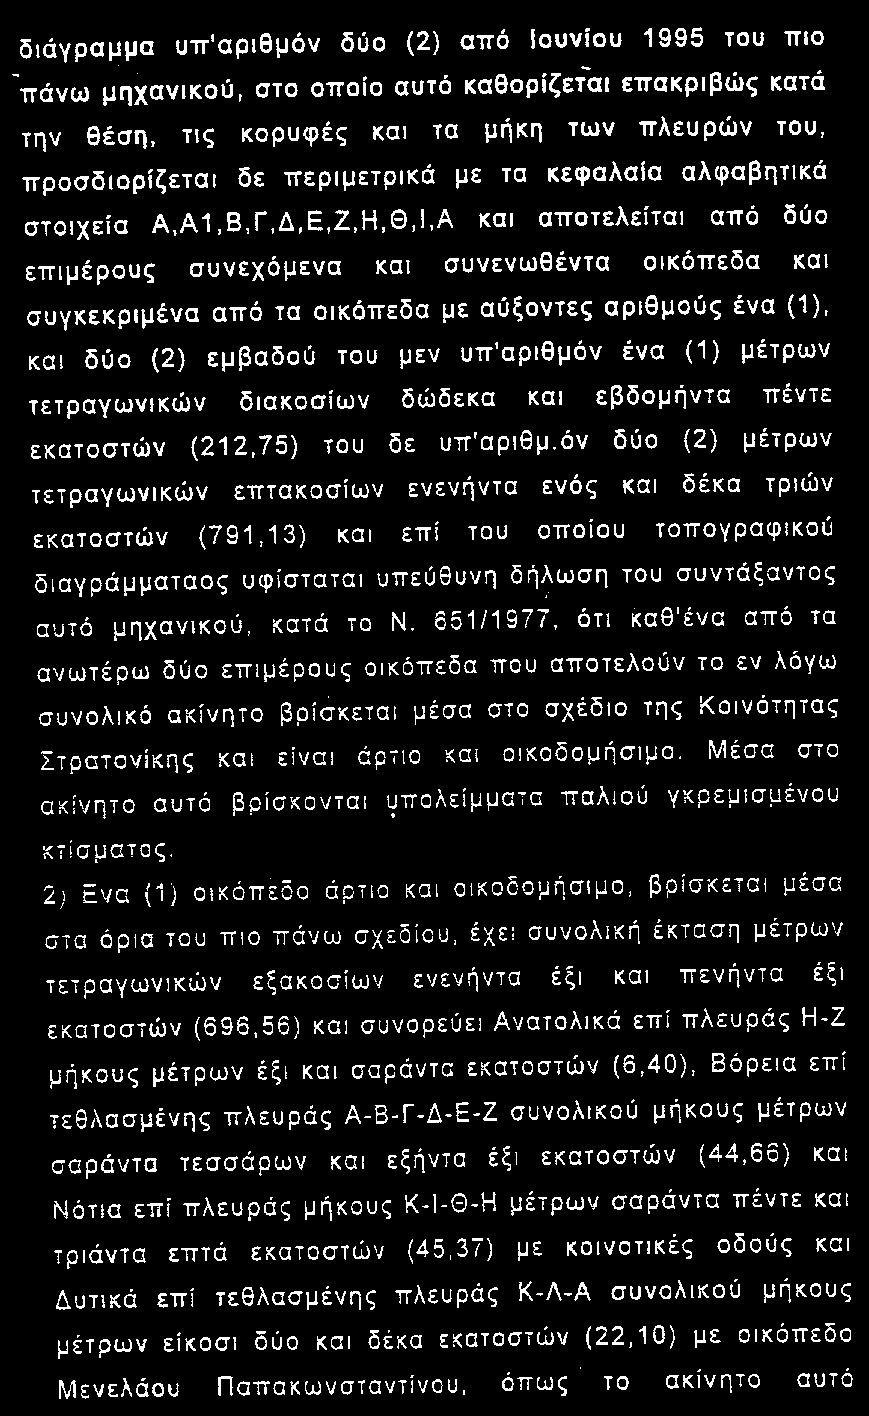 διάγραμμα υπ'αριθμόν δύο (2) από Ιουνίου 1995 του πιο
πάνω μηχανικού, στο οποίο αυτό καθορίζεται επακριβώς κατά
την θέση, τις κορυφές και τα μήκη των πλευρών του,
προσδιορίζεται δε περιμετρικά με τα κεφαλαία αλφαβητικά
στοιχεία Α,Α1,Β,Γ,Δ,Ε,Ζ,Η,Θ,Ι,Α και αποτελείται από δύο
επιμέρους συνεχόμενα και συνενωθέντα οικόπεδα και
συγκεκριμένα από τα οικόπεδα με αύξοντες αριθμούς ένα (1),
και δύο (2) εμβαδού του μεν υπ'αριθμόν ένα (1) μέτρων
τετραγωνικών διακοσίων δώδεκα και εβδομήντα πέντε
εκατοστών (212,75) του δε υπ'αριθμ.όν δύο (2) μέτρων
τετραγωνικών επτακοσίων ενενήντα ενός και δέκα τριών
εκατοστών (791,13) και επί του οποίου τοπογραφικού
διαγράμματαος υφίσταται υπεύθυνη δήλωση του συντάξαντος
αυτό μηχανικού, κατά το Ν. 651/1977, ότι καθ'ένα από τα
ανωτέρω δύο επιμέρους οικόπεδα που αποτελούν το εν λόγω
συνολικό ακίνητο βρίσκεται μέσα στο σχέδιο της Κοινότητας
Στρατονίκης και είναι άρτιο και οικοδομήσιμο. Μέσα στο
ακίνητο αυτό βρίσκονται υπολείμματα παλιού γκρεμισμένου
κτίσματος.
2) Ενα (1) οικόπεδο άρτιο και οικοδομήσιμο, βρίσκεται μέσα
στα όρια του πιο πάνω σχεδίου, έχει συνολική έκταση μέτρων
τετραγωνικών εξακοσίων ενενήντα έξι και πενήντα έξι
εκατοστών (696,56) και συνορεύει Ανατολικά επί πλευράς Η-Ζ
μήκους μέτρων έξι και σαράντα εκατοστών (6,40), Βόρεια επί
τεθλασμένης πλευράς Α-Β-Γ-Δ-Ε-Ζ συνολικού μήκους μέτρων
σαράντα τεσσάρων και εξήντα έξι εκατοστών (44,66) και
Νότια επί πλευράς μήκους Κ-Ι-Θ-Η μέτρων σαράντα πέντε και
τριάντα επτά εκατοστών (45,37) με κοινοτικές οδούς και
Δυτικά επί τεθλασμένης πλευράς Κ-Λ-Α συνολικού μήκους
μέτρων είκοσι δύο και δέκα εκατοστών (22,10) με οικόπεδο
Μενελάου Παπακωνσταντίνου, όπως το ακίνητο αυτό